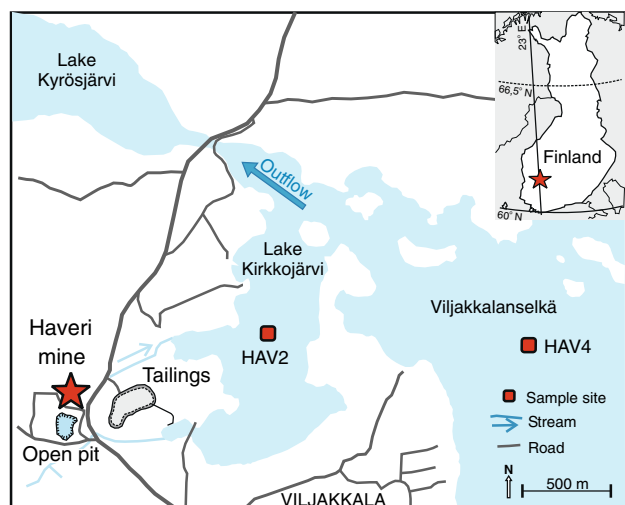 Lake
Kyrösjärvi
23° E
66,5° N
Finland
60° N
Outflow
Lake
Kirkkojärvi
Viljakkalanselkä
Haveri
mine
HAV2
HAV4
Tailings
Sample site
Stream
Road
Open pit
N
500 m
VILJAKKALA